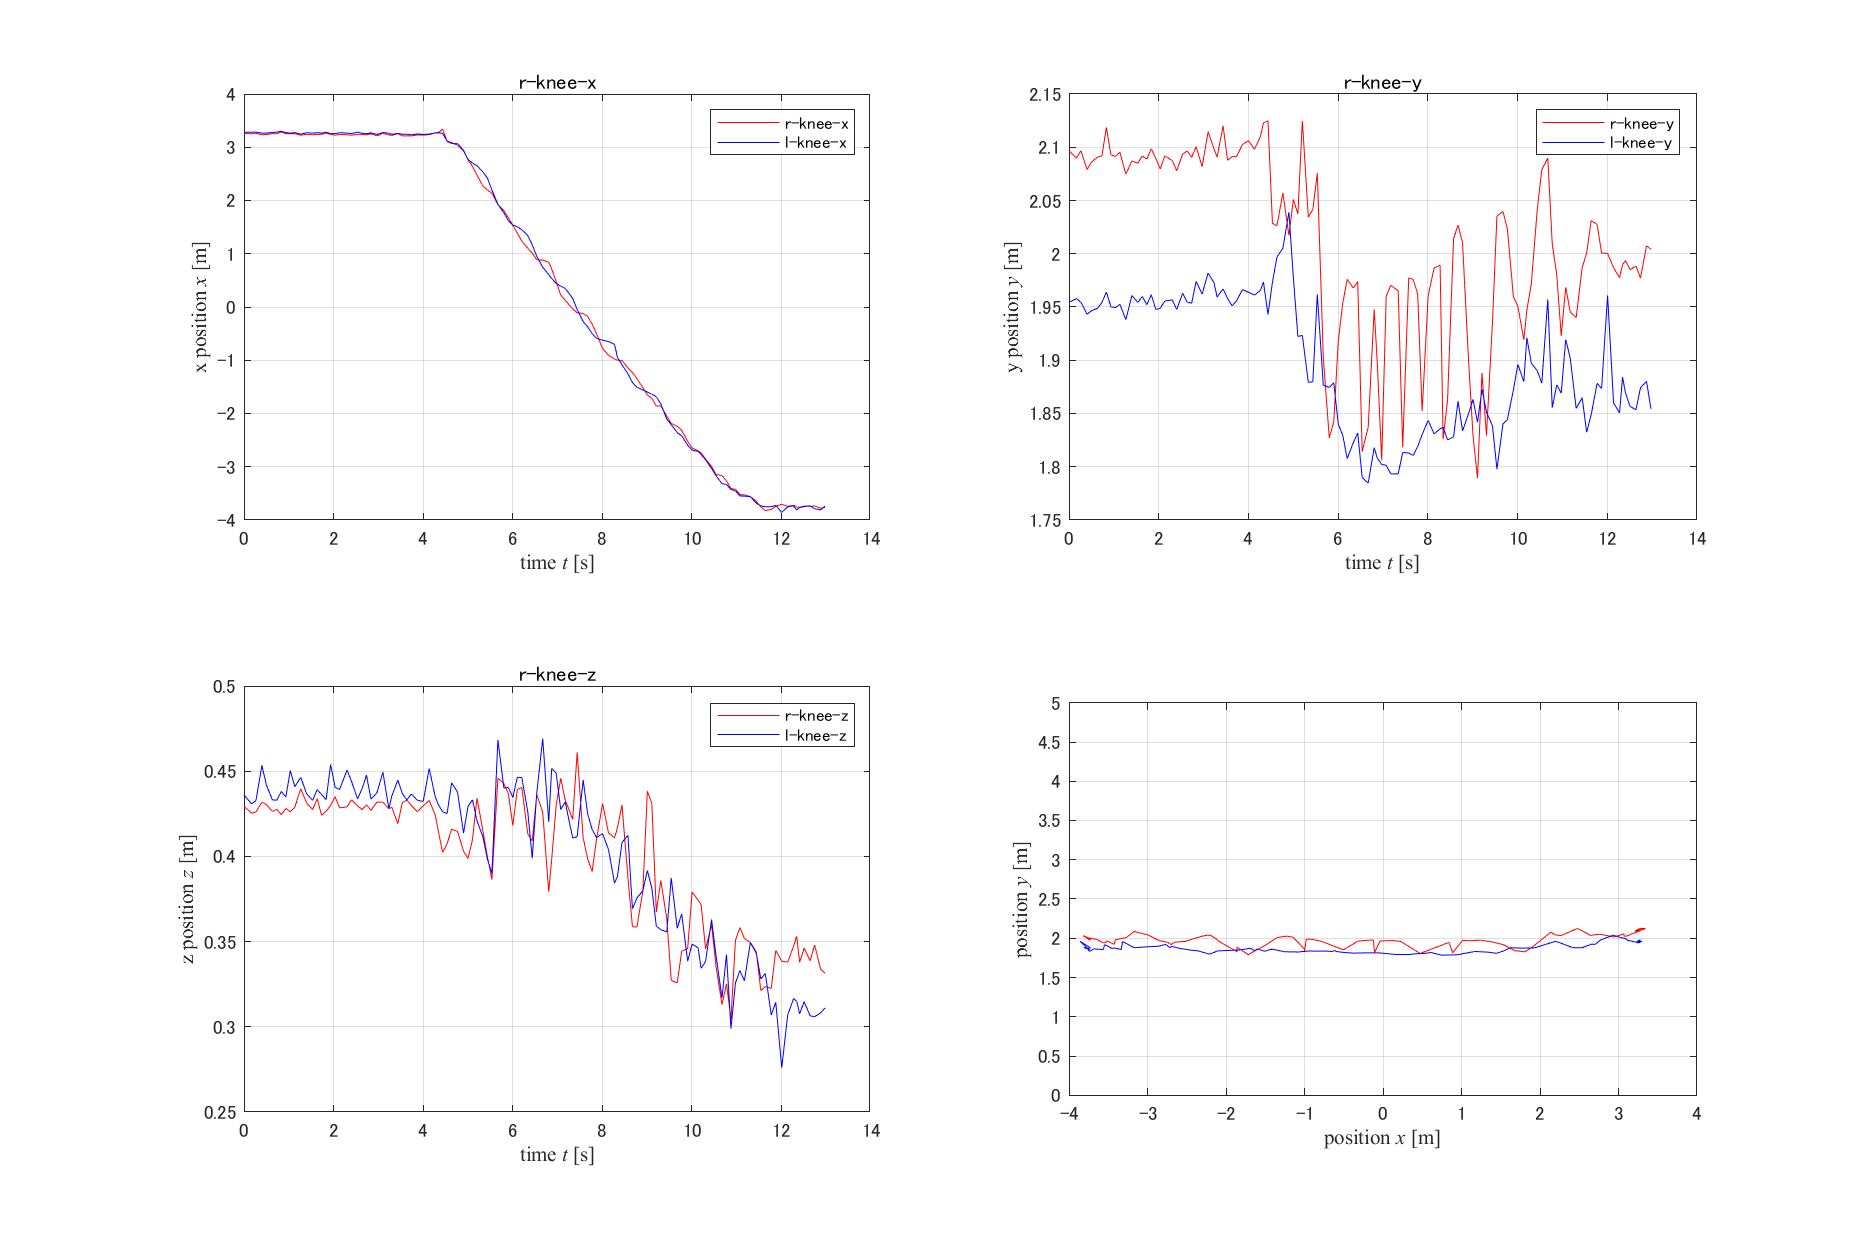 r-knee-x
4
3
2
1
0
-1
-2
-3
-4
0 2 4 6 8 10 12 14
x position x [m]
time t [s]
r-knee-x
l-knee-x
r-knee-y
2.15
2.1
2.05
2
1.95
1.9
1.85
1.8
1.75
0 2 4 6 8 10 12 14
y position y [m]
time t [s]
r-knee-y
l-knee-y
r-knee-z
0.5
0.45
0.4
0.35
0.3
0.25
0 2 4 6 8 10 12 14
z position z [m]
time t [s]
r-knee-z
l-knee-z
5
4.5
4
3.5
3
2.5
2
1.5
1
0.5
0
-4 -3 -2 -1 0 1 2 3 4
position y [m]
position x [m]